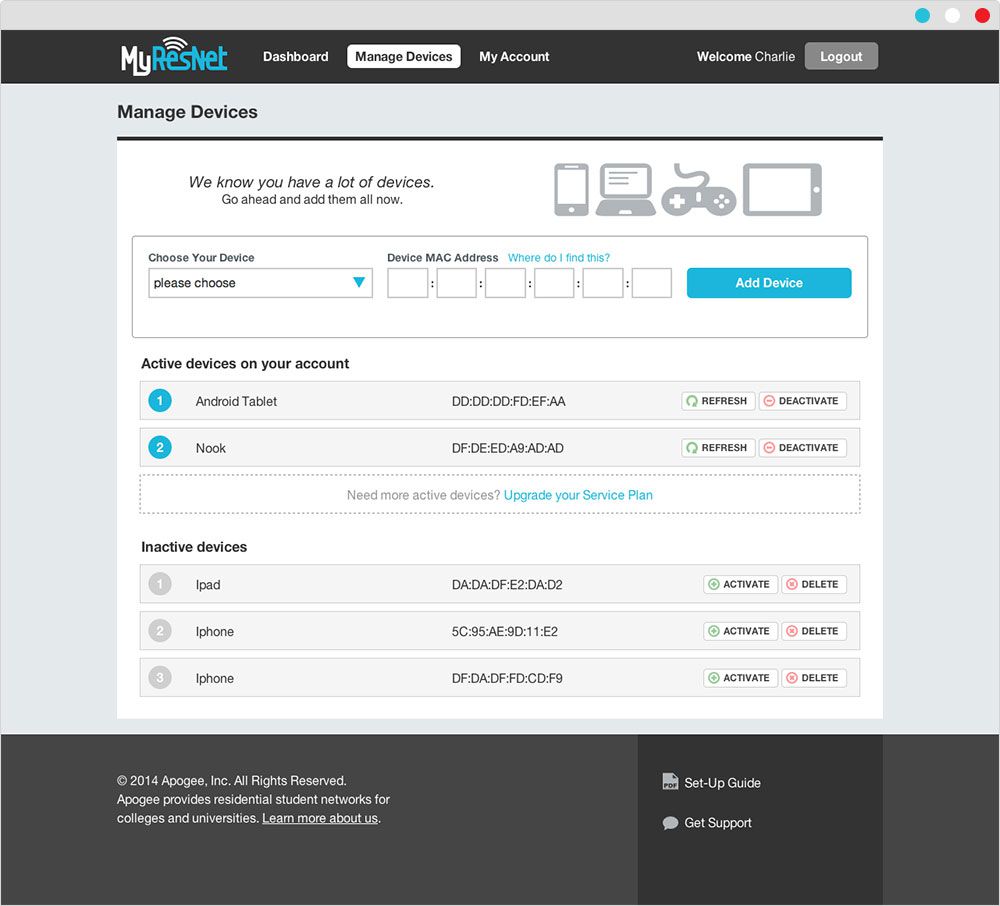 MyResNet Dashboard Manage Devices My Account Welcome Charlie Logout
Manage Devices
We know you have a lot of devices.
Go ahead and add them all now.
Choose Your Device Device MAC Address Where do I find this?
please choose : : : : : Add Device
Active devices on your account
1 Android Tablet DD:DD:DD:FD:EF:AA REFRESH DEACTIVATE
2 Nook DF:DE:ED:A9:AD:AD REFRESH DEACTIVATE
Need more active devices? Upgrade your Service Plan
Inactive devices
1 Ipad DA:DA:DF:E2:DA:D2 ACTIVATE DELETE
2 Iphone 5C:95:AE:9D:11:E2 ACTIVATE DELETE
3 Iphone DF:DA:DF:FD:CD:F9 ACTIVATE DELETE
© 2014 Apogee, Inc. All Rights Reserved.
Apogee provides residential student networks for
colleges and universities. Learn more about us.
PDF Set-Up Guide
Get Support